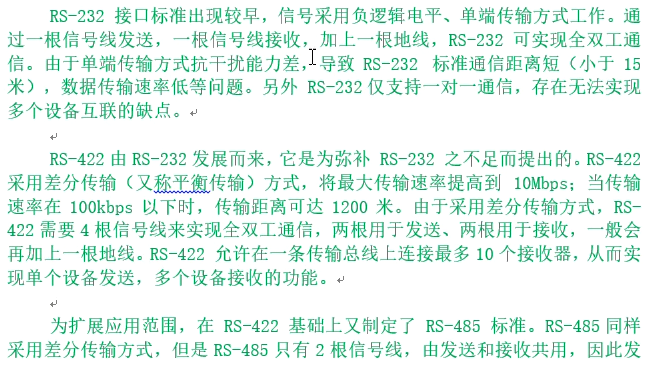 RS-232 接口标准出现较早，信号采用负逻辑电平、单端传输方式工作。通
过一根信号线发送，一根信号线接收，加上一根地线，RS-232 可实现全双工通
信。由于单端传输方式抗干扰能力差，导致 RS-232 标准通信距离短（小于 15
米），数据传输速率低等问题。另外 RS-232 仅支持一对一通信，存在无法实现
多个设备互联的缺点。
RS-422 由 RS-232 发展而来，它是为弥补 RS-232 之不足而提出的。RS-422
采用差分传输（又称平衡传输）方式，将最大传输速率提高到 10Mbps；当传输
速率在 100kbps 以下时，传输距离可达 1200 米。由于采用差分传输方式，RS-
422 需要 4 根信号线来实现全双工通信，两根用于发送、两根用于接收，一般会
再加上一根地线。RS-422 允许在一条传输总线上连接最多 10 个接收器，从而实
现单个设备发送，多个设备接收的功能。
为扩展应用范围，在 RS-422 基础上又制定了 RS-485 标准。RS-485 同样
采用差分传输方式，但是 RS-485 只有 2 根信号线，由发送和接收共用，因此发